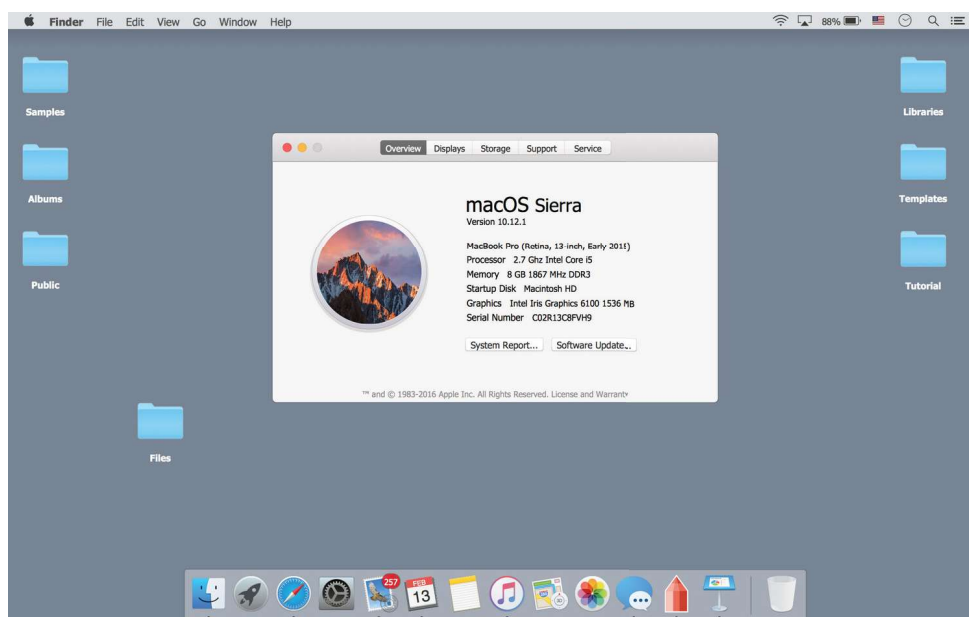 Finder File Edit View Go Window Help 88%
Samples
Libraries
Overview Displays Storage Support Service
Albums
Templates
macOS Sierra
Version 10.12.1
MacBook Pro (Retina, 13-inch, Early 2015)
Processor 2.7 Ghz Intel Core i5
Memory 8 GB 1867 MHz DDR3
Startup Disk Macintosh HD
Graphics Intel Iris Graphics 6100 1536 MB
Serial Number C02R13C8FVH9
Public
Tutorial
System Report... Software Update...
™ and © 1983-2016 Apple Inc. All Rights Reserved. License and Warranty
Files
257
FEB
13